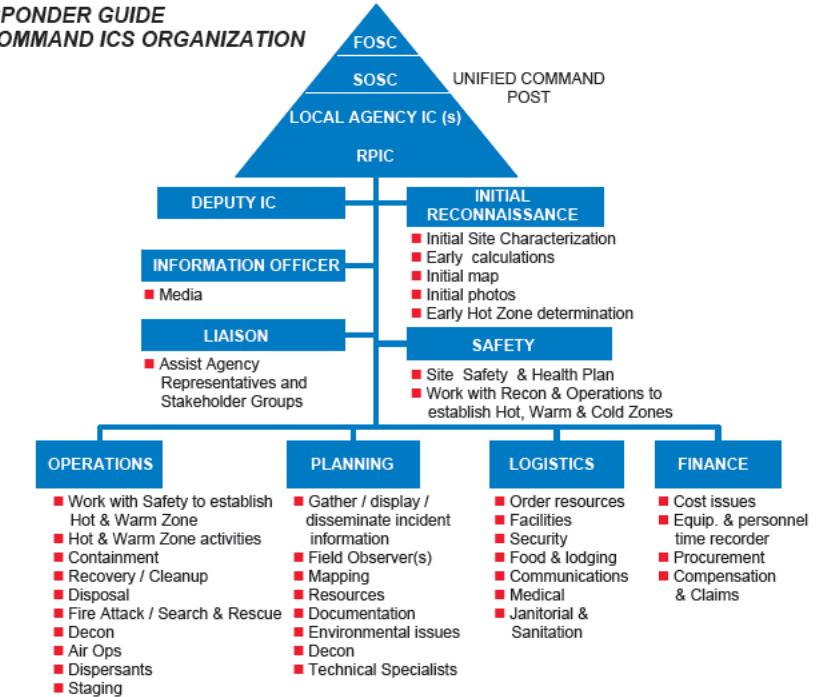 PONDER GUIDE
OMMAND ICS ORGANIZATION
FOSC
SOSC
LOCAL AGENCY IC (s)
RPIC
UNIFIED COMMAND
POST
DEPUTY IC
INITIAL
RECONNAISSANCE
Initial Site Characterization
Early calculations
Initial map
Initial photos
Early Hot Zone determination
INFORMATION OFFICER
Media
LIAISON
Assist Agency
Representatives and
Stakeholder Groups
SAFETY
Site Safety & Health Plan
Work with Recon & Operations to
establish Hot, Warm & Cold Zones
OPERATIONS
Work with Safety to establish
Hot & Warm Zone
Hot & Warm Zone activities
Containment
Recovery / Cleanup
Disposal
Fire Attack / Search & Rescue
Decon
Air Ops
Dispersants
Staging
PLANNING
Gather / display /
disseminate incident
information
Field Observer(s)
Mapping
Resources
Documentation
Environmental issues
Decon
Technical Specialists
LOGISTICS
Order resources
Facilities
Security
Food & lodging
Communications
Medical
Janitorial &
Sanitation
FINANCE
Cost issues
Equip. & personnel
time recorder
Procurement
Compensation
& Claims